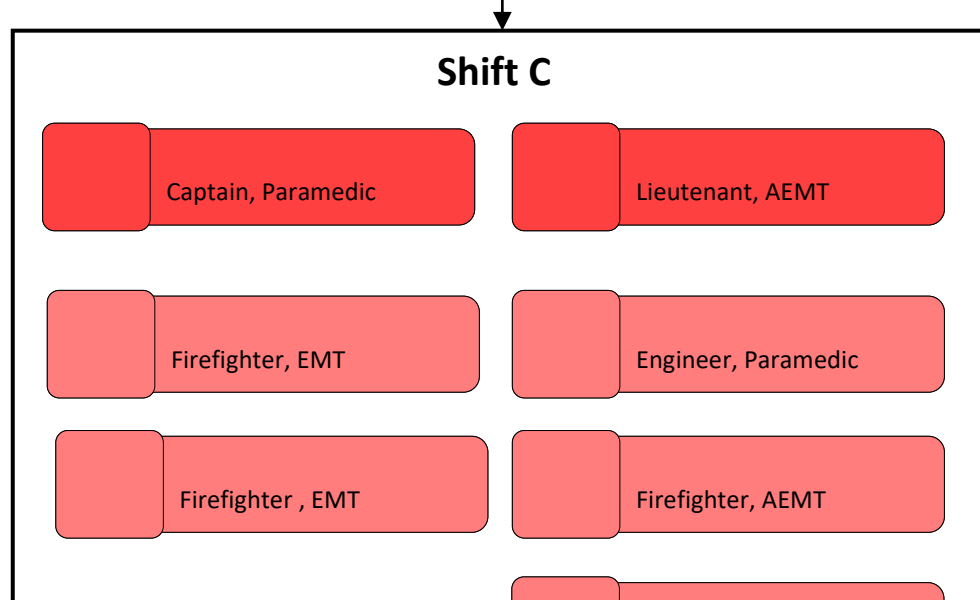 Shift C
Captain, Paramedic
Lieutenant, AEMT
Firefighter, EMT
Engineer, Paramedic
Firefighter , EMT
Firefighter, AEMT